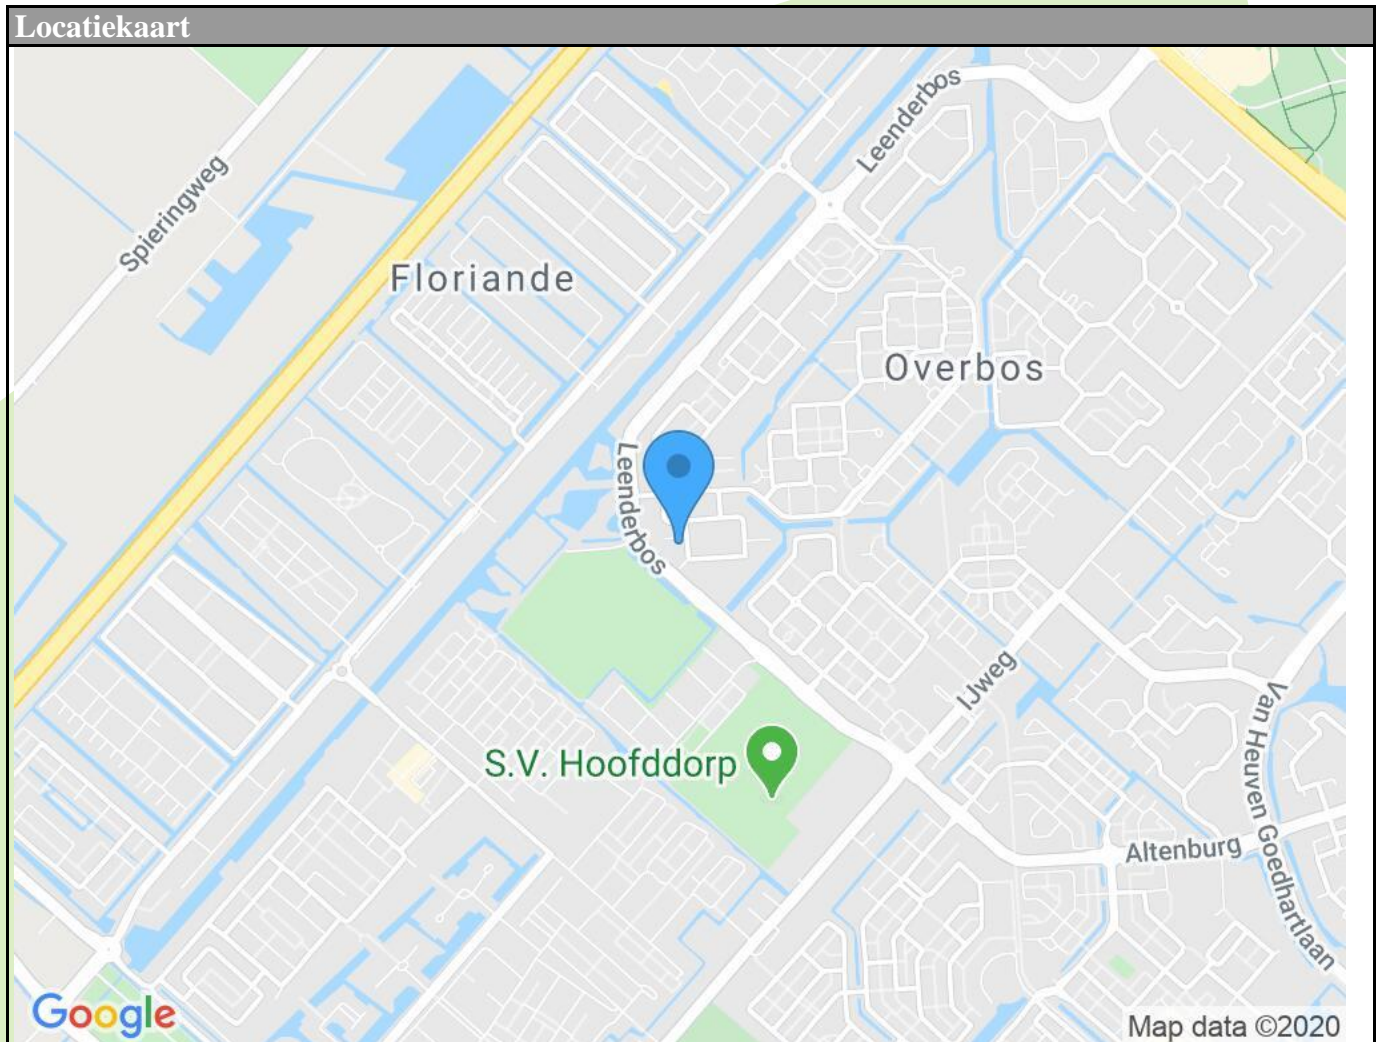 Locatiekaart
Leenderbos
Spieringweg
Floriande
Overbos
Leenderbos
IJweg
Van Heuven Goedhartlaan
S.V. Hoofddorp
Altenburg
Google
Map data ©2020